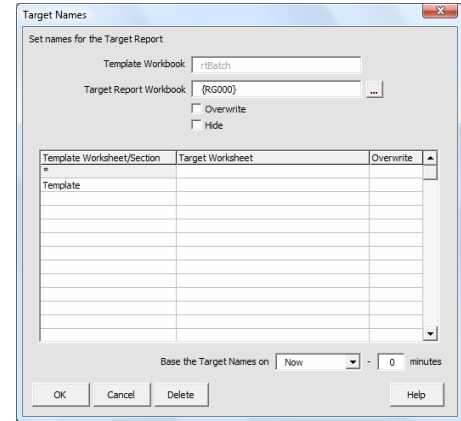 Target Names
Set names for the Target Report
Template Workbook rtBatch
Target Report Workbook {RG000} ...
Overwrite
Hide
Template Worksheet/Section Target Worksheet Overwrite
*
Template
Base the Target Names on Now - 0 minutes
OK Cancel Delete Help